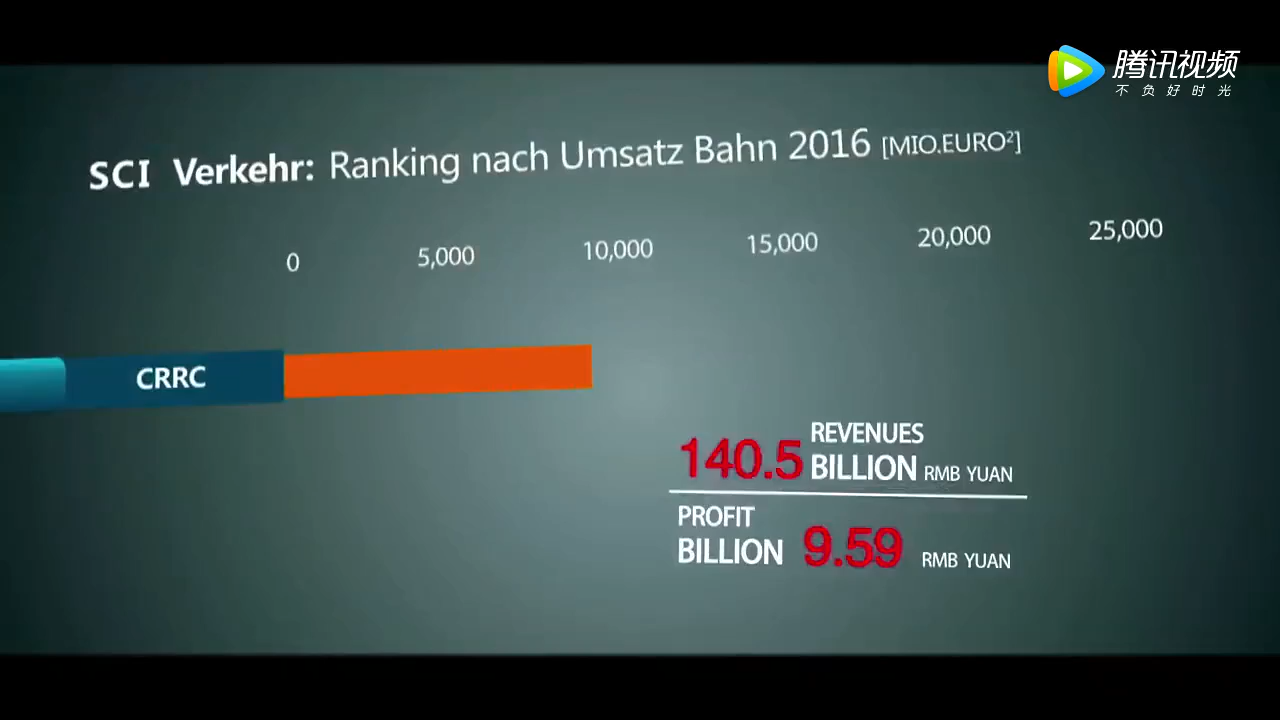 腾讯视频
不负好时光
SCI Verkehr: Ranking nach Umsatz Bahn 2016 [MIO.EURO²]
0 5,000 10,000 15,000 20,000 25,000
CRRC
140.5 REVENUES
BILLION RMB YUAN
PROFIT
BILLION 9.59 RMB YUAN